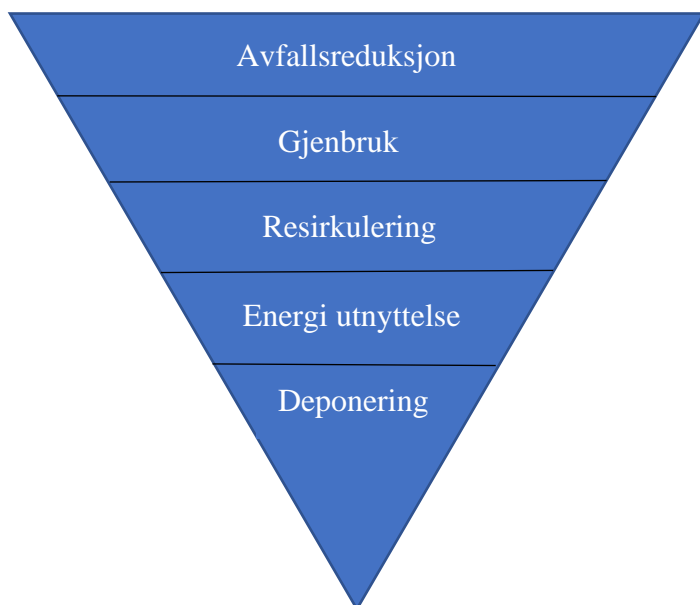 Avfallsreduksjon
Gjenbruk
Resirkulering
Energi utnyttelse
Deponering